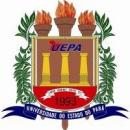 UEPA
1993
UNIVERSIDADE DO ESTADO DO PARÁ